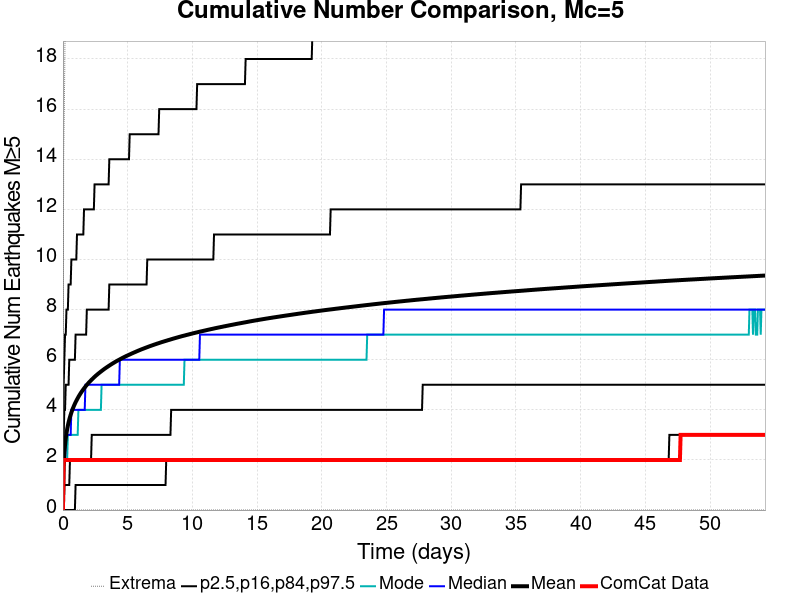 Cumulative Number Comparison, Mc=5
Cumulative Num Earthquakes M≥5
18
16
14
12
10
8
6
4
2
0
0 5 10 15 20 25 30 35 40 45 50
Time (days)
Extrema p2.5,p16,p84,p97.5 Mode Median Mean ComCat Data